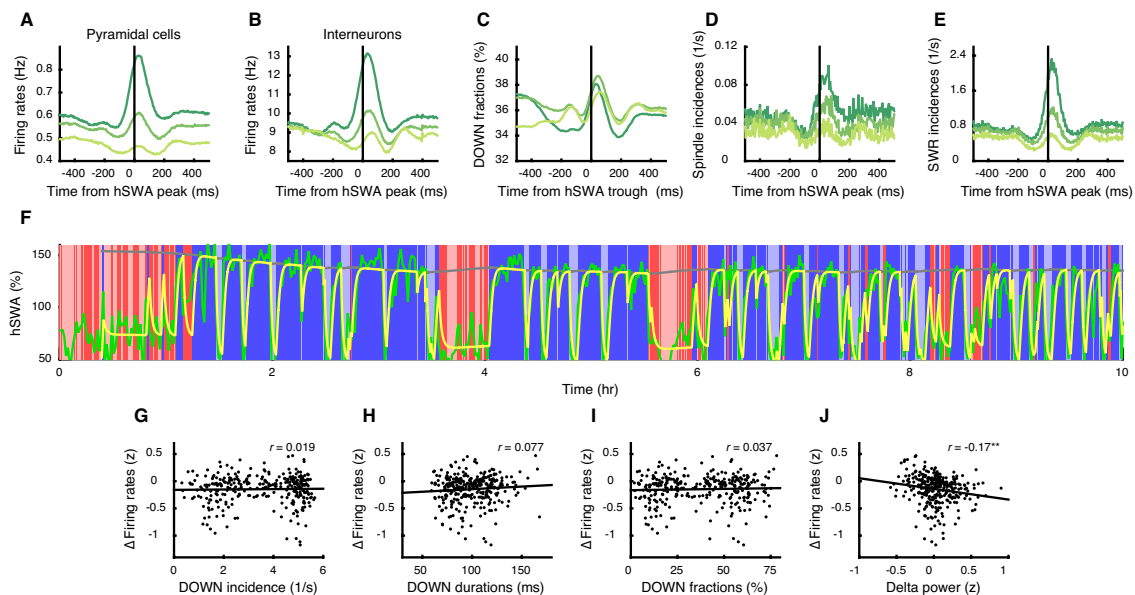 A
Pyramidal cells
Firing rates (Hz)
0.8
0.6
0.4
-400 -200 0 200 400
Time from hSWA peak (ms)
B
Interneurons
Firing rates (Hz)
13
12
11
10
9
8
-400 -200 0 200 400
Time from hSWA peak (ms)
C
DOWN fractions (%)
40
38
36
34
32
-400 -200 0 200 400
Time from hSWA trough (ms)
D
Spindle incidences (1/s)
0.12
0.08
0.04
0
-400 -200 0 200 400
Time from hSWA peak (ms)
E
SWR incidences (1/s)
2.4
1.6
0.8
0
-400 -200 0 200 400
Time from hSWA peak (ms)
F
hSWA (%)
150
100
50
0 2 4 6 8 10
Time (hr)
G
r = 0.019
Δ Firing rates (z)
0.5
0
-0.5
-1
0 2 4 6
DOWN incidence (1/s)
H
r = 0.077
Δ Firing rates (z)
0.5
0
-0.5
-1
50 100 150
DOWN durations (ms)
I
r = 0.037
Δ Firing rates (z)
0.5
0
-0.5
-1
0 25 50 75
DOWN fractions (%)
J
r = -0.17**
Δ Firing rates (z)
0.5
0
-0.5
-1
-1 -0.5 0 0.5 1
Delta power (z)